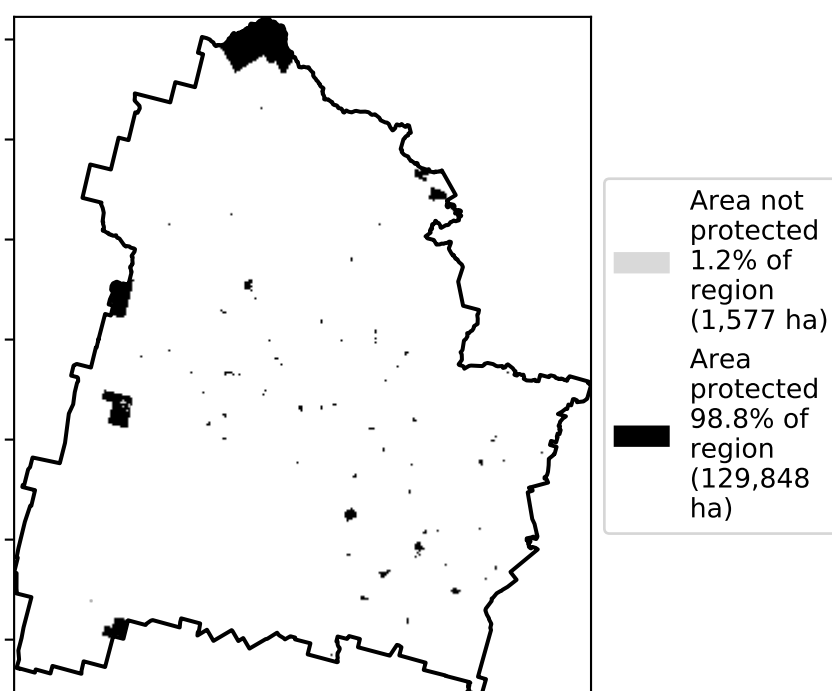 Area not
protected
1.2% of
region
(1,577 ha)
Area
protected
98.8% of
region
(129,848
ha)